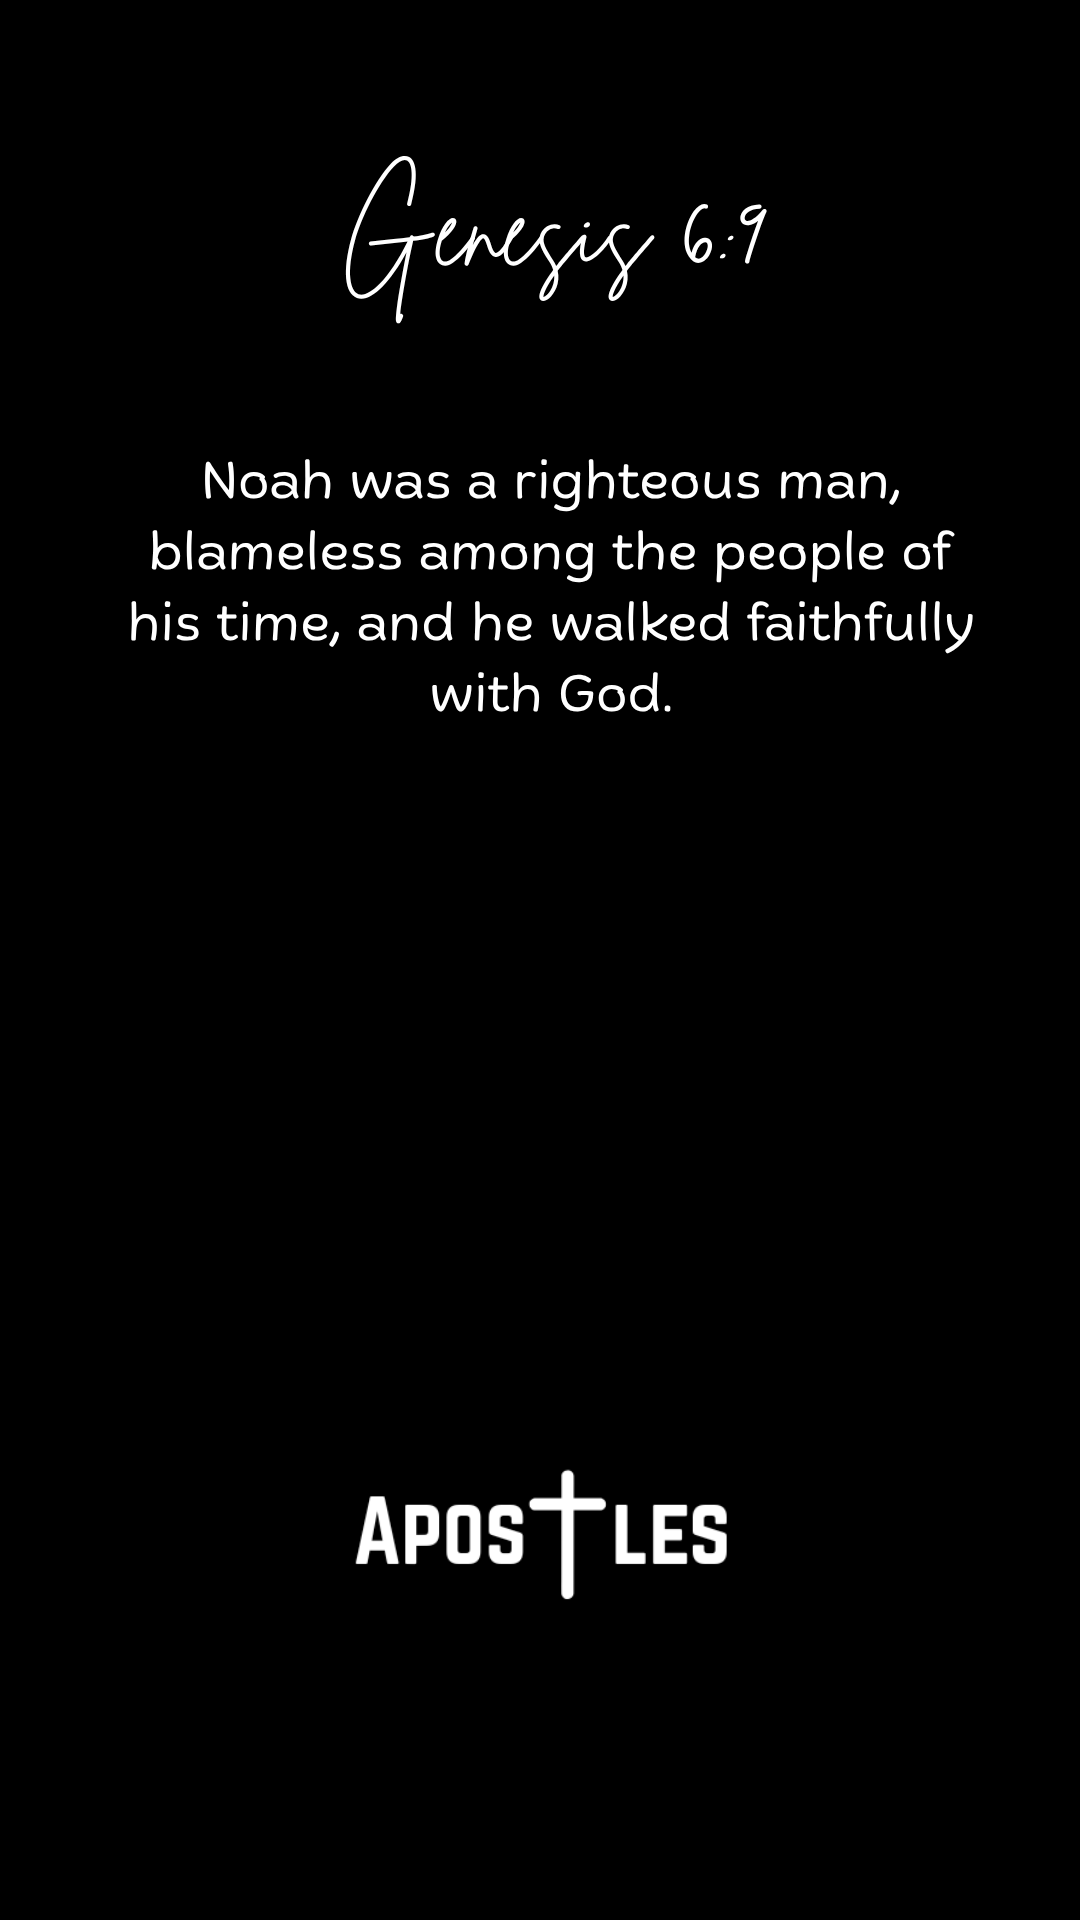 Genesis 6:9
Noah was a righteous man,
blameless among the people of
his time, and he walked faithfully
with God.
APOSTLES